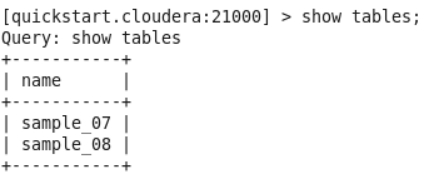 [quickstart.cloudera:21000] > show tables;
Query: show tables
+-----------+
| name      |
+-----------+
| sample_07 |
| sample_08 |
+-----------+